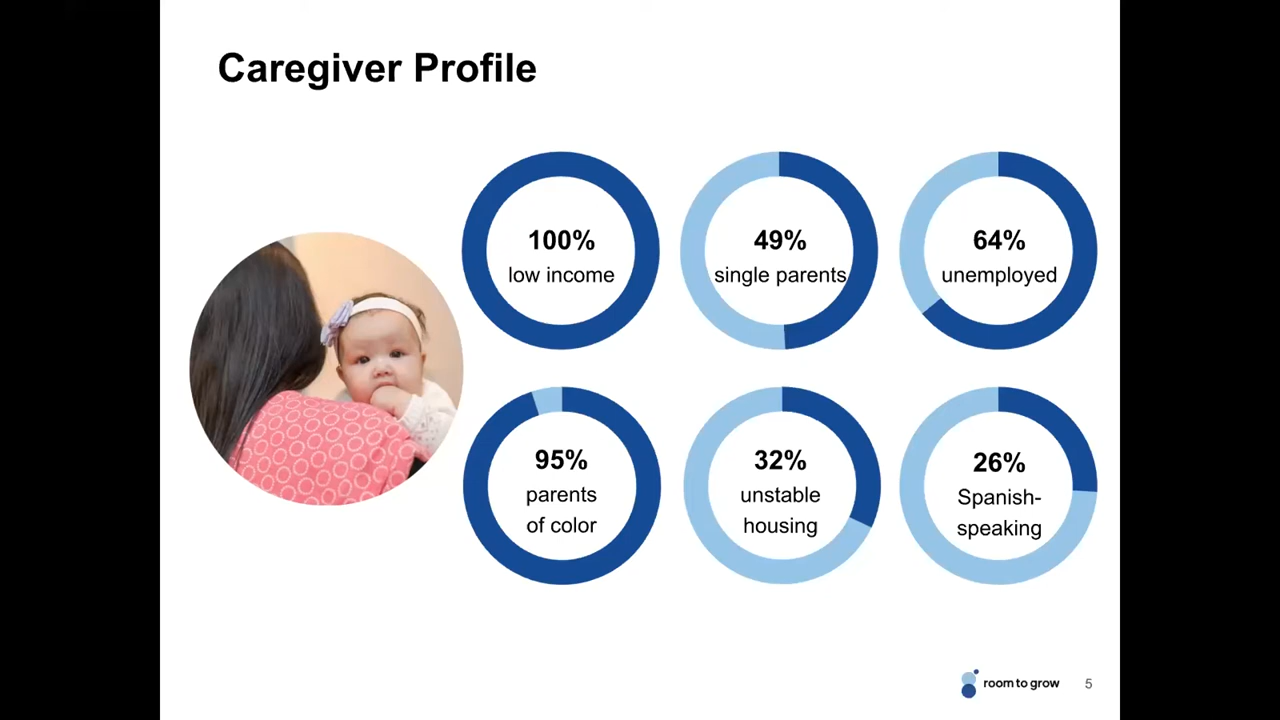 Caregiver Profile
100%
low income
49%
single parents
64%
unemployed
95%
parents
of color
32%
unstable
housing
26%
Spanish-
speaking
room to grow
5